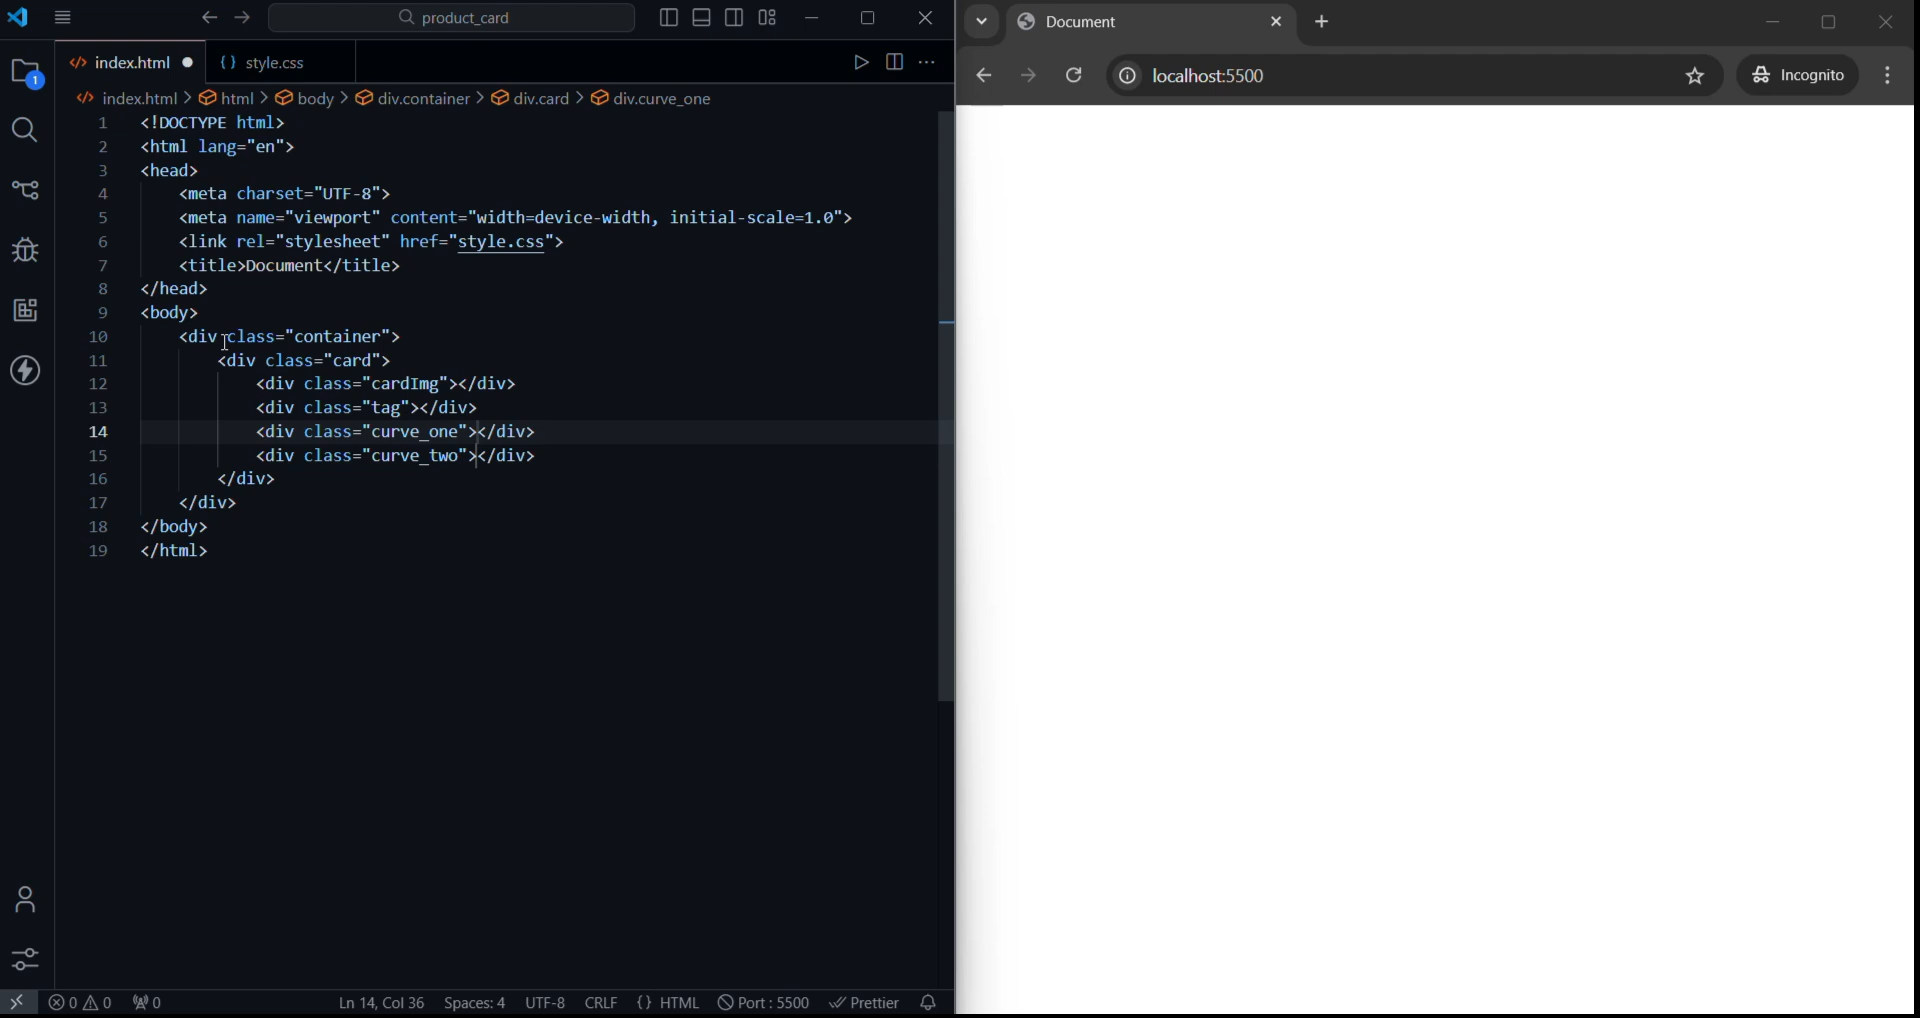 product_card
index.html
style.css
index.html > html > body > div.container > div.card > div.curve_one
1 <!DOCTYPE html>
2 <html lang="en">
3 <head>
4 <meta charset="UTF-8">
5 <meta name="viewport" content="width=device-width, initial-scale=1.0">
6 <link rel="stylesheet" href="style.css">
7 <title>Document</title>
8 </head>
9 <body>
10 <div class="container">
11 <div class="card">
12 <div class="cardImg"></div>
13 <div class="tag"></div>
14 <div class="curve_one"></div>
15 <div class="curve_two"></div>
16 </div>
17 </div>
18 </body>
19 </html>
1
0 0 0 Ln 14, Col 36 Spaces: 4 UTF-8 CRLF {} HTML Port : 5500 Prettier
Document
localhost:5500
Incognito